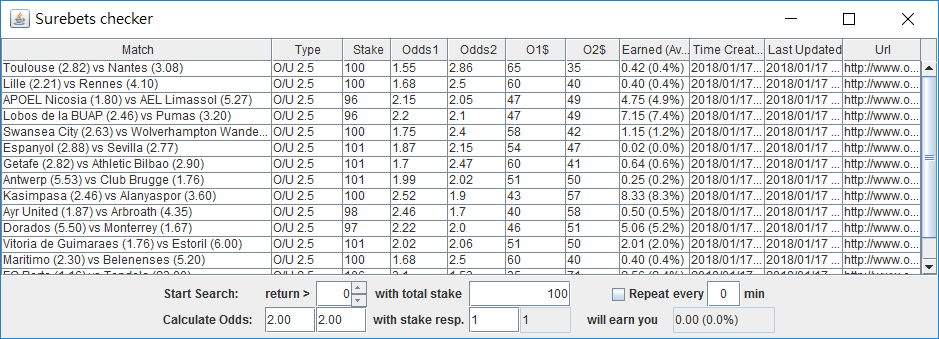 Surebets checker
Match Type Stake Odds1 Odds2 O1$ O2$ Earned (Av... Time Creat... Last Updated Url
Toulouse (2.82) vs Nantes (3.08) O/U 2.5 100 1.55 2.86 65 35 0.42 (0.4%) 2018/01/17... 2018/01/17 ... http://www.o...
Lille (2.21) vs Rennes (4.10) O/U 2.5 100 1.68 2.5 60 40 0.40 (0.4%) 2018/01/17... 2018/01/17 ... http://www.o...
APOEL Nicosia (1.80) vs AEL Limassol (5.27) O/U 2.5 96 2.15 2.05 47 49 4.75 (4.9%) 2018/01/17... 2018/01/17 ... http://www.o...
Lobos de la BUAP (2.46) vs Pumas (3.20) O/U 2.5 96 2.2 2.1 47 49 7.15 (7.4%) 2018/01/17... 2018/01/17 ... http://www.o...
Swansea City (2.63) vs Wolverhampton Wande... O/U 2.5 100 1.75 2.4 58 42 1.15 (1.2%) 2018/01/17... 2018/01/17 ... http://www.o...
Espanyol (2.88) vs Sevilla (2.77) O/U 2.5 101 1.87 2.15 54 47 0.02 (0.0%) 2018/01/17... 2018/01/17 ... http://www.o...
Getafe (2.82) vs Athletic Bilbao (2.90) O/U 2.5 101 1.7 2.47 60 41 0.64 (0.6%) 2018/01/17... 2018/01/17 ... http://www.o...
Antwerp (5.53) vs Club Brugge (1.76) O/U 2.5 101 1.99 2.02 51 50 0.25 (0.2%) 2018/01/17... 2018/01/17 ... http://www.o...
Kasimpasa (2.46) vs Alanyaspor (3.60) O/U 2.5 100 2.52 1.9 43 57 8.33 (8.3%) 2018/01/17... 2018/01/17 ... http://www.o...
Ayr United (1.87) vs Arbroath (4.35) O/U 2.5 98 2.46 1.7 40 58 0.50 (0.5%) 2018/01/17... 2018/01/17 ... http://www.o...
Dorados (5.50) vs Monterrey (1.67) O/U 2.5 97 2.22 2.0 46 51 5.06 (5.2%) 2018/01/17... 2018/01/17 ... http://www.o...
Vitoria de Guimaraes (1.76) vs Estoril (6.00) O/U 2.5 101 2.02 2.06 51 50 2.01 (2.0%) 2018/01/17... 2018/01/17 ... http://www.o...
Maritimo (2.30) vs Belenenses (5.20) O/U 2.5 100 1.68 2.5 60 40 0.40 (0.4%) 2018/01/17... 2018/01/17 ... http://www.o...
Start Search: return > 0 with total stake 100 Repeat every 0 min
Calculate Odds: 2.00 2.00 with stake resp. 1 1 will earn you 0.00 (0.0%)